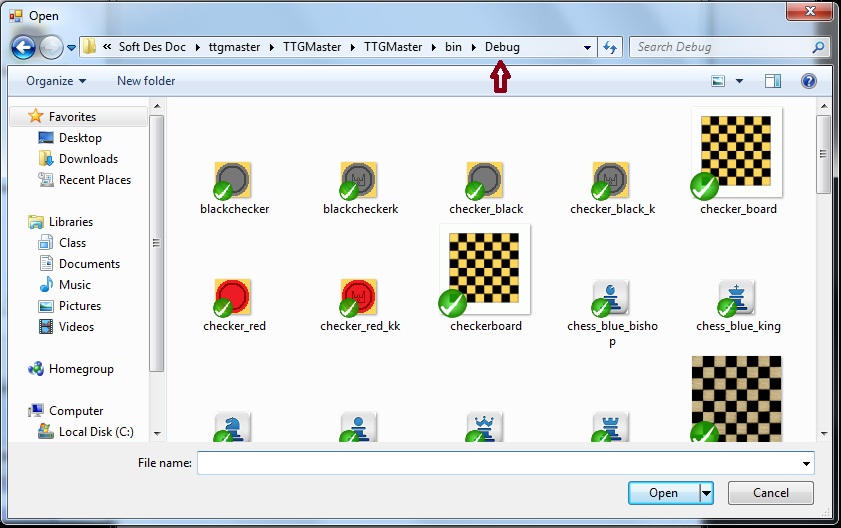 Open
« Soft Des Doc ttgmaster TTGMaster TTGMaster bin Debug
Search Debug
Organize
New folder
Favorites
Desktop
Downloads
Recent Places
Libraries
Class
Documents
Music
Pictures
Videos
Homegroup
Computer
Local Disk (C:)
blackchecker
blackcheckerk
checker_black
checker_black_k
checker_board
checker_red
checker_red_kk
checkerboard
chess_blue_bisho
p
chess_blue_king
File name:
Open
Cancel